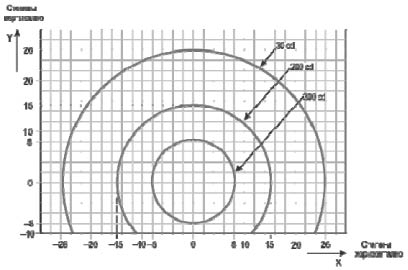 Степени
вертикално
Y
25
20
15
10
5
0
–5
–10
–25 –20 –15 –10 –5 0 5 10 15 20 25
30 cd
200 cd
300 cd
Степени
хоризонтално
X